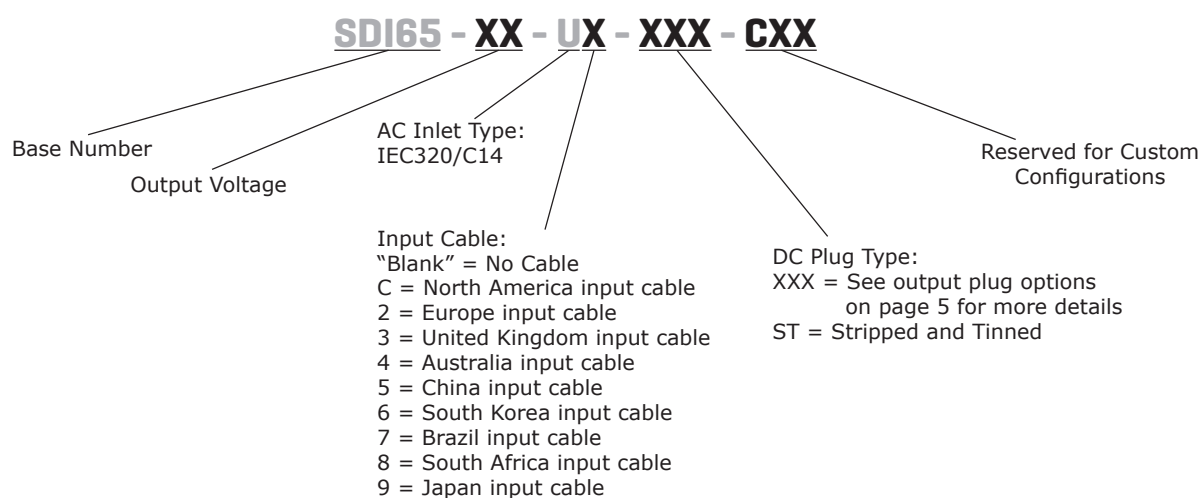 SDI65 - XX - UX - XXX - CXX
Base Number
Output Voltage
AC Inlet Type:
IEC320/C14
Input Cable:
“Blank” = No Cable
C = North America input cable
2 = Europe input cable
3 = United Kingdom input cable
4 = Australia input cable
5 = China input cable
6 = South Korea input cable
7 = Brazil input cable
8 = South Africa input cable
9 = Japan input cable
DC Plug Type:
XXX = See output plug options
on page 5 for more details
ST = Stripped and Tinned
Reserved for Custom
Configurations